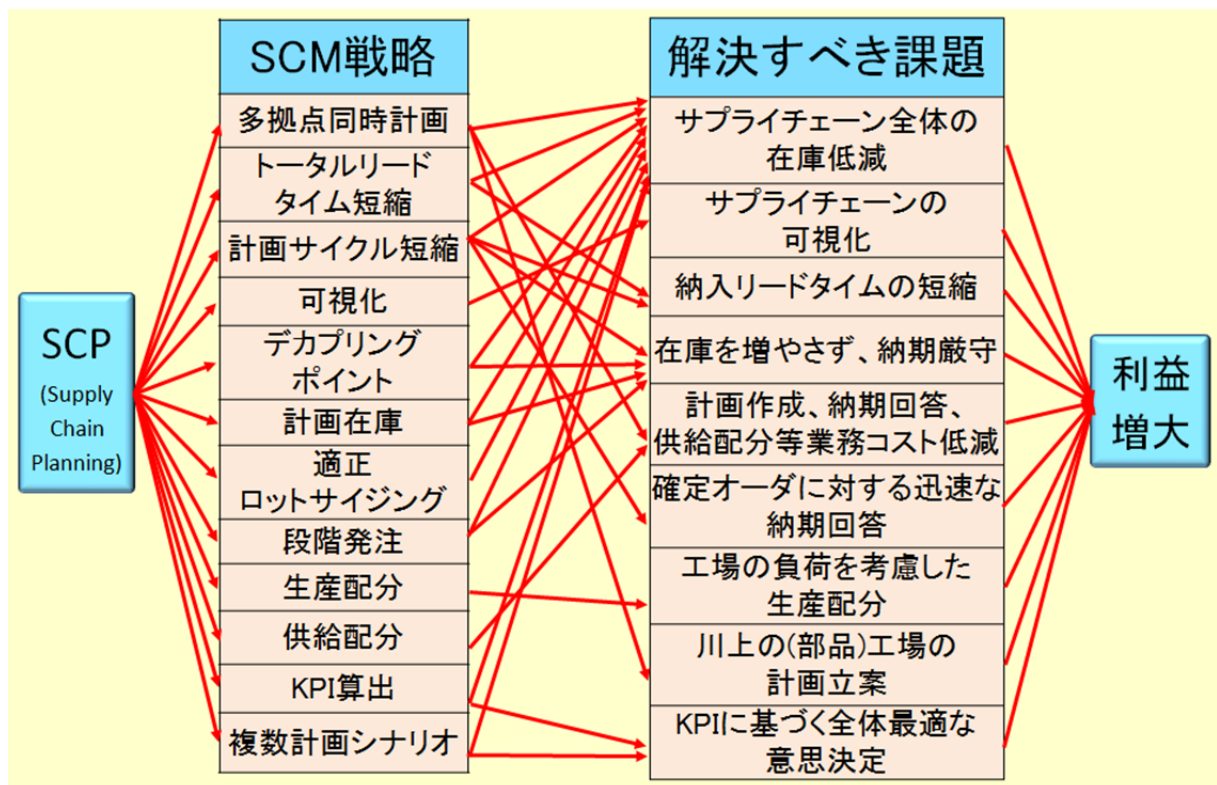 SCP
(Supply
Chain
Planning)
SCM戦略
多拠点同時計画
トータルリード
タイム短縮
計画サイクル短縮
可視化
デカプリング
ポイント
計画在庫
適正
ロットサイジング
段階発注
生産配分
供給配分
KPI算出
複数計画シナリオ
解決すべき課題
サプライチェーン全体の
在庫低減
サプライチェーンの
可視化
納入リードタイムの短縮
在庫を増やさず、納期厳守
計画作成、納期回答、
供給配分等業務コスト低減
確定オーダに対する迅速な
納期回答
工場の負荷を考慮した
生産配分
川上の(部品)工場の
計画立案
KPIに基づく全体最適な
意思決定
利益
増大